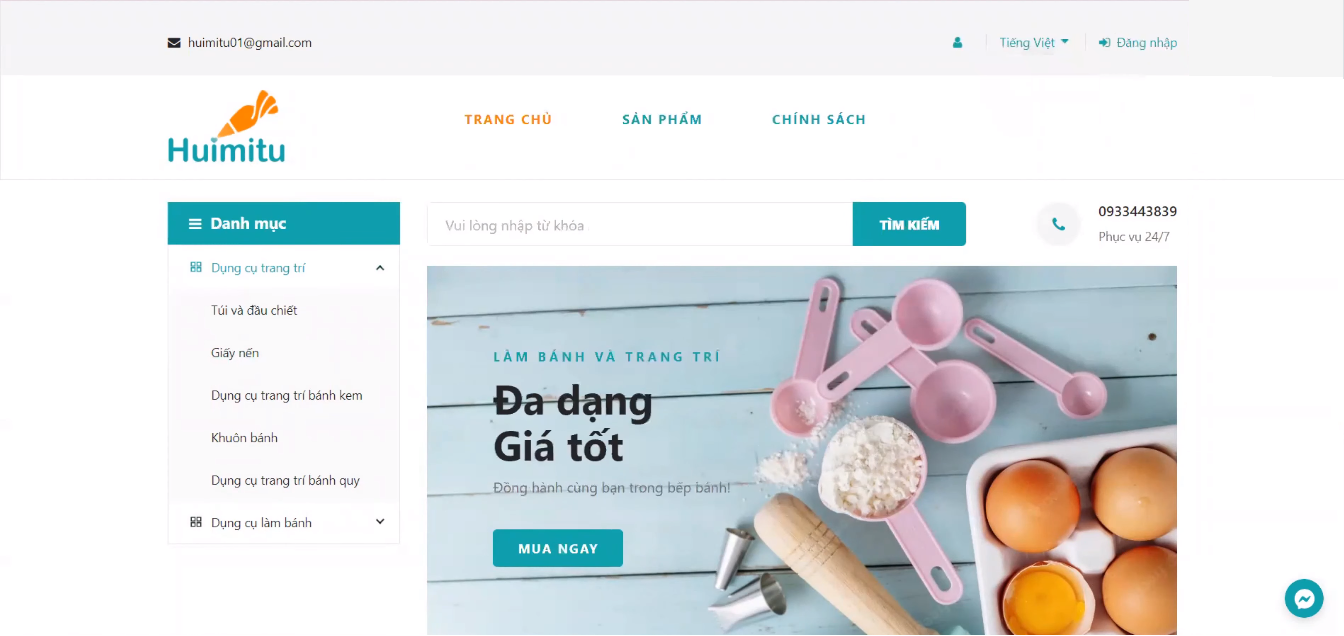 huimitu01@gmail.com
Tiếng Việt
Đăng nhập
Huimitu
TRANG CHỦ
SẢN PHẨM
CHÍNH SÁCH
Danh mục
Vui lòng nhập từ khóa
TÌM KIẾM
0933443839
Phục vụ 24/7
Dụng cụ trang trí
Túi và đầu chiết
Giấy nến
Dụng cụ trang trí bánh kem
Khuôn bánh
Dụng cụ trang trí bánh quy
Dụng cụ làm bánh
LÀM BÁNH VÀ TRANG TRÍ
Đa dạng
Giá tốt
Đồng hành cùng bạn trong bếp bánh!
MUA NGAY